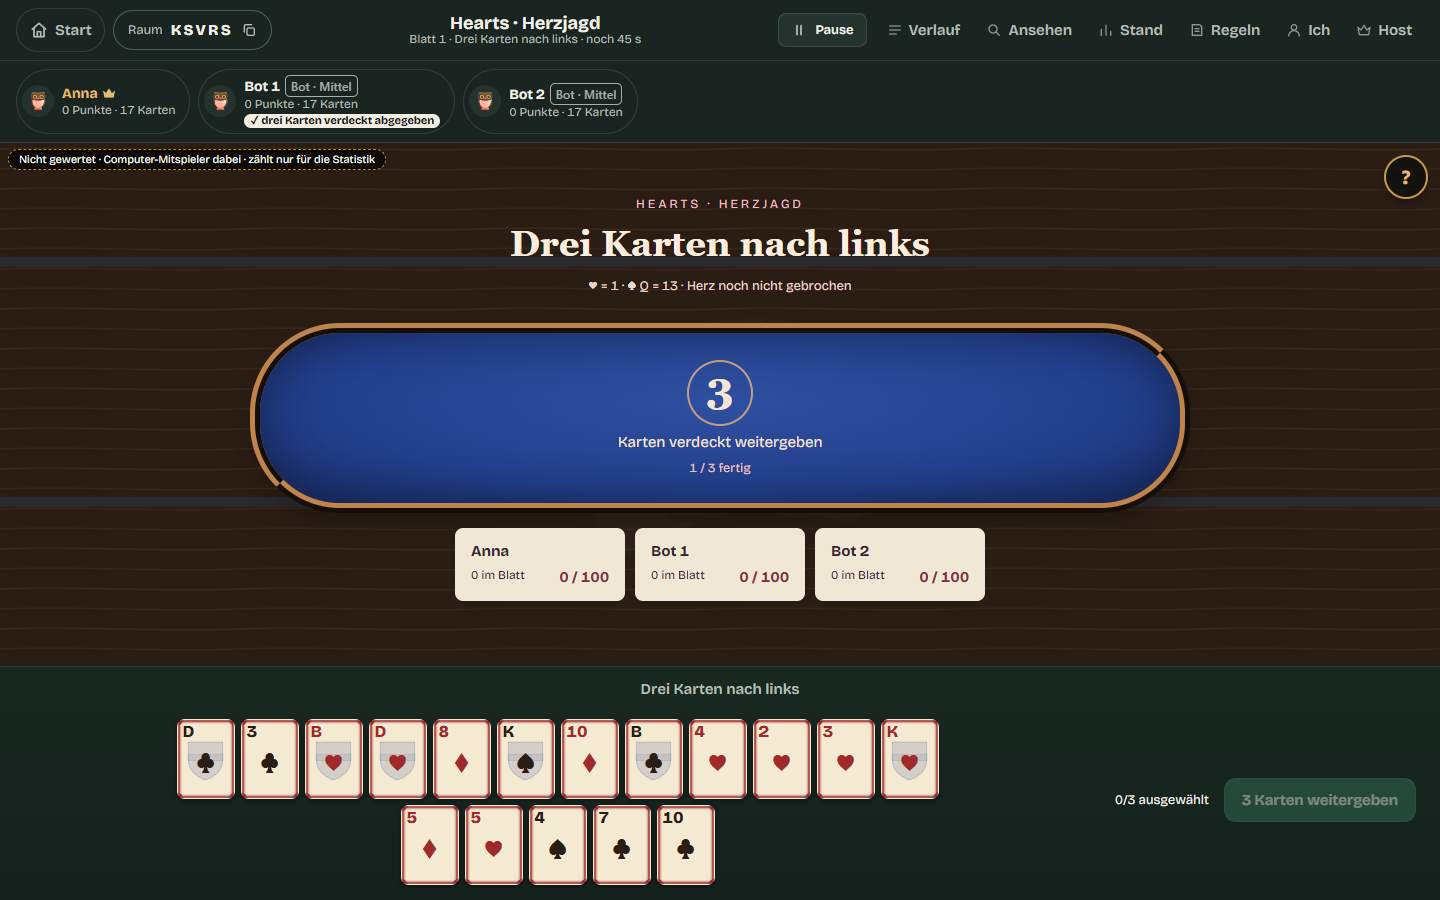 Start
Raum KSVRS
Hearts · Herzjagd
Blatt 1 · Drei Karten nach links · noch 45 s
Pause
Verlauf
Ansehen
Stand
Regeln
Ich
Host
Anna
0 Punkte · 17 Karten
Bot 1 Bot · Mittel
0 Punkte · 17 Karten
✓ drei Karten verdeckt abgegeben
Bot 2 Bot · Mittel
0 Punkte · 17 Karten
Nicht gewertet · Computer-Mitspieler dabei · zählt nur für die Statistik
?
HEARTS · HERZJAGD
Drei Karten nach links
♥ = 1 · ♠ Q = 13 · Herz noch nicht gebrochen
3
Karten verdeckt weitergeben
1 / 3 fertig
Anna
0 im Blatt 0 / 100
Bot 1
0 im Blatt 0 / 100
Bot 2
0 im Blatt 0 / 100
Drei Karten nach links
D♣ 3♣ B♥ D♥ 8♦ K♠ 10♦ B♣ 4♥ 2♥ 3♥ K♥
5♦ 5♥ 4♠ 7♣ 10♣
0/3 ausgewählt
3 Karten weitergeben